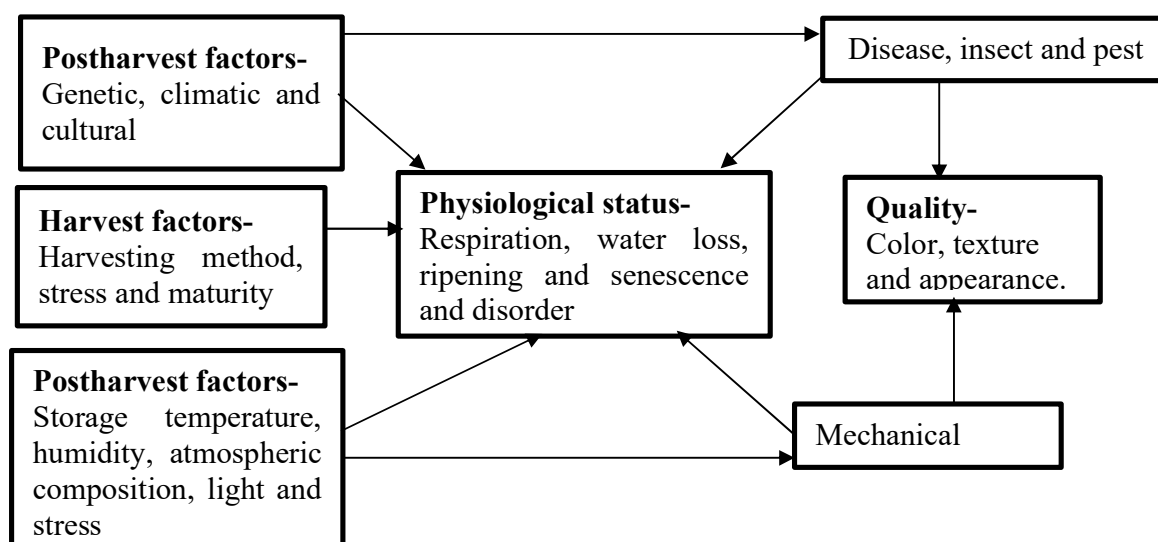 Postharvest factors-
Genetic, climatic and
cultural
Disease, insect and pest
Harvest factors-
Harvesting method,
stress and maturity
Physiological status-
Respiration, water loss,
ripening and senescence
and disorder
Quality-
Color, texture
and appearance.
Postharvest factors-
Storage temperature,
humidity, atmospheric
composition, light and
stress
Mechanical